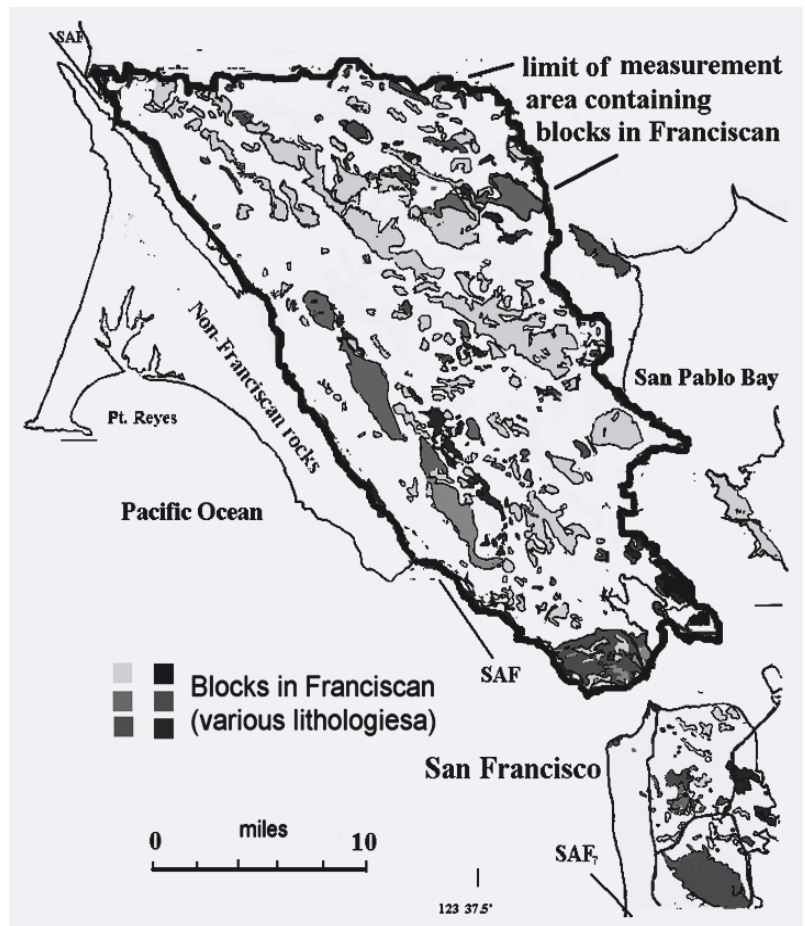 SAF
limit of measurement
area containing
blocks in Franciscan
Non-Franciscan rocks
San Pablo Bay
Pt. Reyes
Pacific Ocean
SAF
Blocks in Franciscan
(various lithologiesa)
San Francisco
0 miles 10
SAF?
123 37.5'